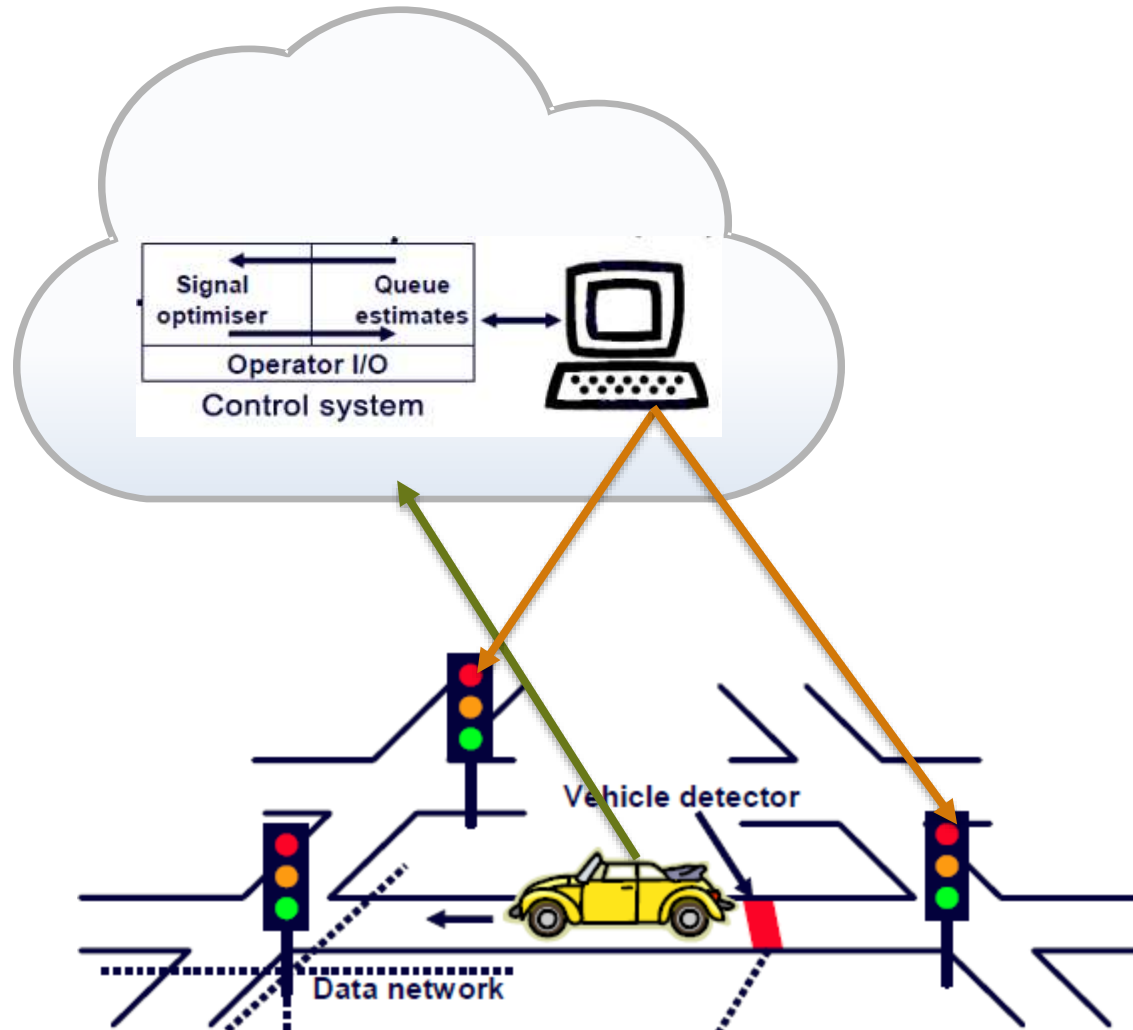 Signal
optimiser
Queue
estimates
Operator I/O
Control system
Vehicle detector
Data network